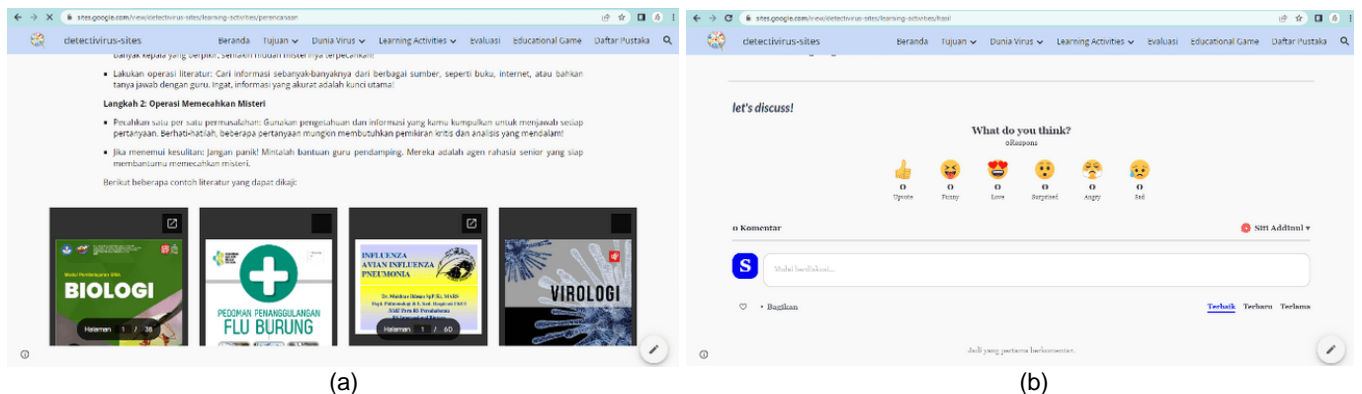 sites.google.com/view/detectivirus-sites/learning-activities/perencanaan
detectivirus-sites
Beranda Tujuan Dunia Virus Learning Activities Evaluasi Educational Game Daftar Pustaka
banyak kepala yang berpikir, semakin mudah misterinya terpecahkan!
▪ Lakukan operasi literatur: Cari informasi sebanyak-banyaknya dari berbagai sumber, seperti buku, internet, atau bahkan
tanya jawab dengan guru. Ingat, informasi yang akurat adalah kunci utama!
Langkah 2: Operasi Memecahkan Misteri
▪ Pecahkan satu per satu permasalahan: Gunakan pengetahuan dan informasi yang kamu kumpulkan untuk menjawab setiap
pertanyaan. Berhati-hatilah, beberapa pertanyaan mungkin membutuhkan pemikiran kritis dan analisis yang mendalam!
▪ Jika menemui kesulitan: Jangan panik! Mintalah bantuan guru pendamping. Mereka adalah agen rahasia senior yang siap
membantumu memecahkan misteri.
Berikut beberapa contoh literatur yang dapat dikaji:
Modul Pembelajaran SMA
BIOLOGI
Halaman 1 / 38
PEDOMAN PENANGGULANGAN
FLU BURUNG
INFLUENZA
AVIAN INFLUENZA
PNEUMONIA
Halaman 1 / 60
VIROLOGI
(a)
sites.google.com/view/detectivirus-sites/learning-activities/hasil
detectivirus-sites
Beranda Tujuan Dunia Virus Learning Activities Evaluasi Educational Game Daftar Pustaka
let's discuss!
What do you think?
0Respons
0 0 0 0 0 0
Upvote Funny Love Surprised Angry Sad
0 Komentar
Siti Addinul
S
Mulai berdiskusi...
• Bagikan
Terbaik Terbaru Terlama
Jadi yang pertama berkomentar.
(b)